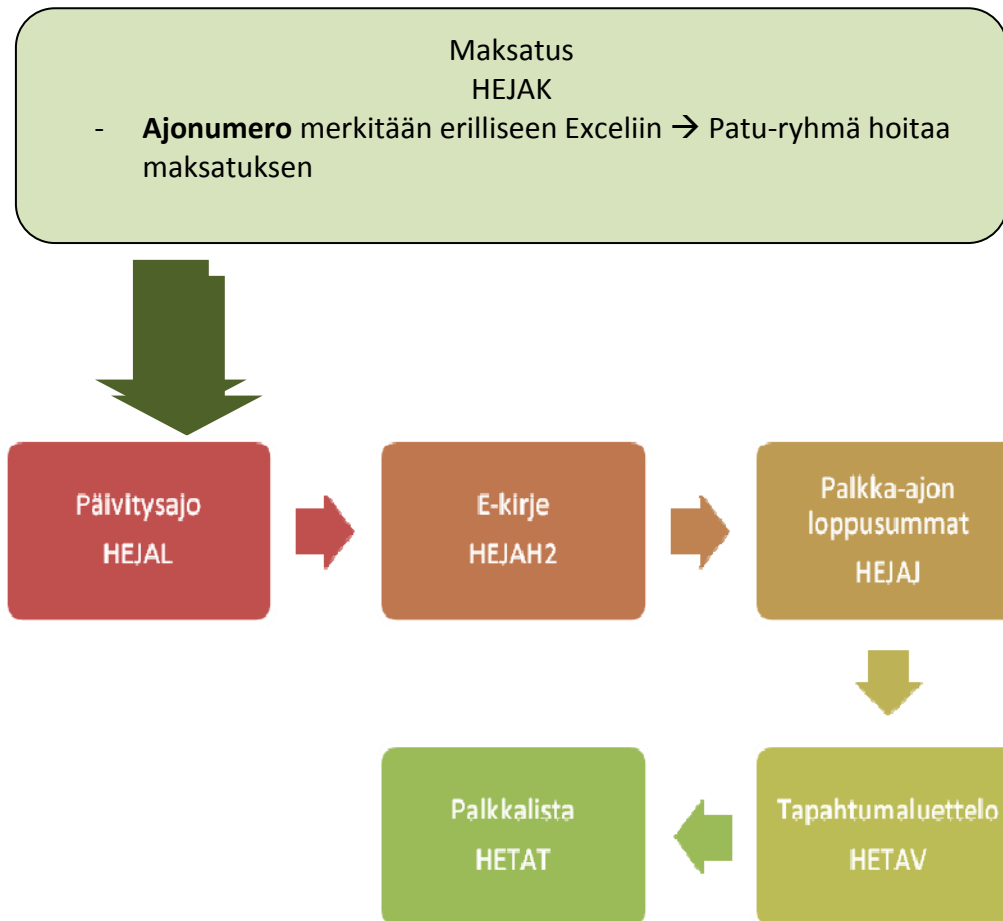 Maksatus
HEJAK
- Ajonumero merkitään erilliseen Exceliin → Patu-ryhmä hoitaa
maksatuksen
Päivitysajo
HEJAL
E-kirje
HEJAH2
Palkka-ajon
loppusummat
HEJAJ
Tapahtumaluettelo
HETAV
Palkkalista
HETAT